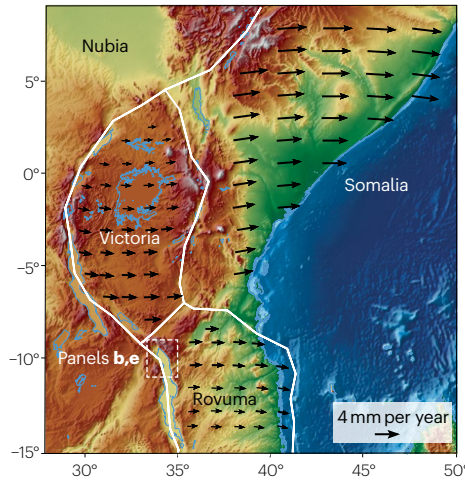 Nubia
5°
0°
Somalia
Victoria
−5°
Panels b,e
−10°
Rovuma
4 mm per year
−15°
30°
35°
40°
45°
50°